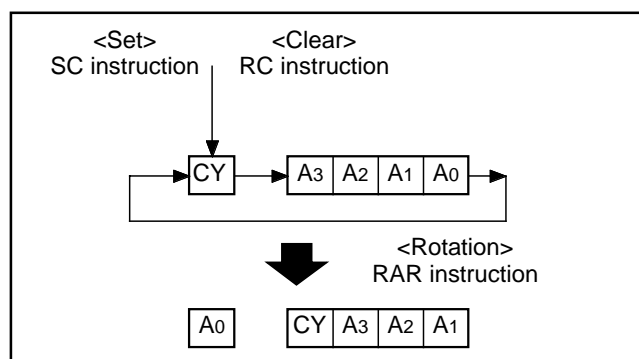 <Set> <Clear>
SC instruction RC instruction
CY A3 A2 A1 A0
<Rotation>
RAR instruction
A0 CY A3 A2 A1